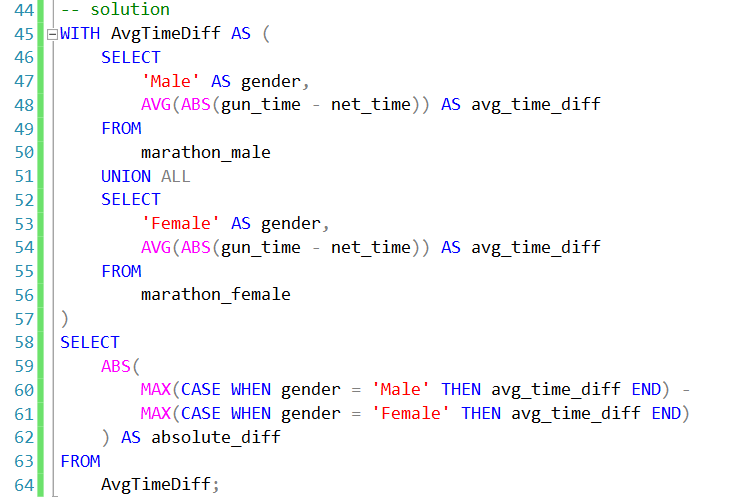 44 -- solution
45 WITH AvgTimeDiff AS (
46     SELECT
47         'Male' AS gender,
48         AVG(ABS(gun_time - net_time)) AS avg_time_diff
49     FROM
50         marathon_male
51     UNION ALL
52     SELECT
53         'Female' AS gender,
54         AVG(ABS(gun_time - net_time)) AS avg_time_diff
55     FROM
56         marathon_female
57 )
58 SELECT
59     ABS(
60         MAX(CASE WHEN gender = 'Male' THEN avg_time_diff END) -
61         MAX(CASE WHEN gender = 'Female' THEN avg_time_diff END)
62     ) AS absolute_diff
63 FROM
64     AvgTimeDiff;